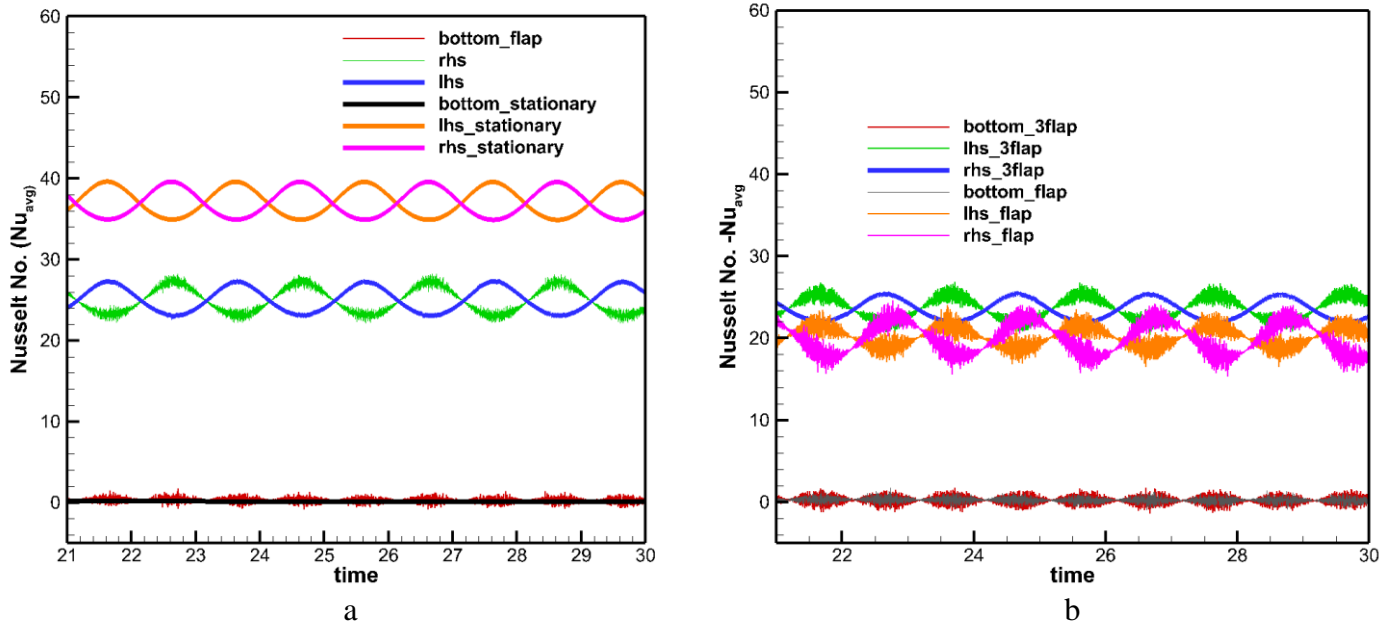 60
50
40
30
20
10
0
Nusselt No. (Nu_avg)
bottom_flap
rhs
lhs
bottom_stationary
lhs_stationary
rhs_stationary
21 22 23 24 25 26 27 28 29 30
time
a
60
50
40
30
20
10
0
Nusselt No. -Nu_avg
bottom_3flap
lhs_3flap
rhs_3flap
bottom_flap
lhs_flap
rhs_flap
22 24 26 28 30
time
b